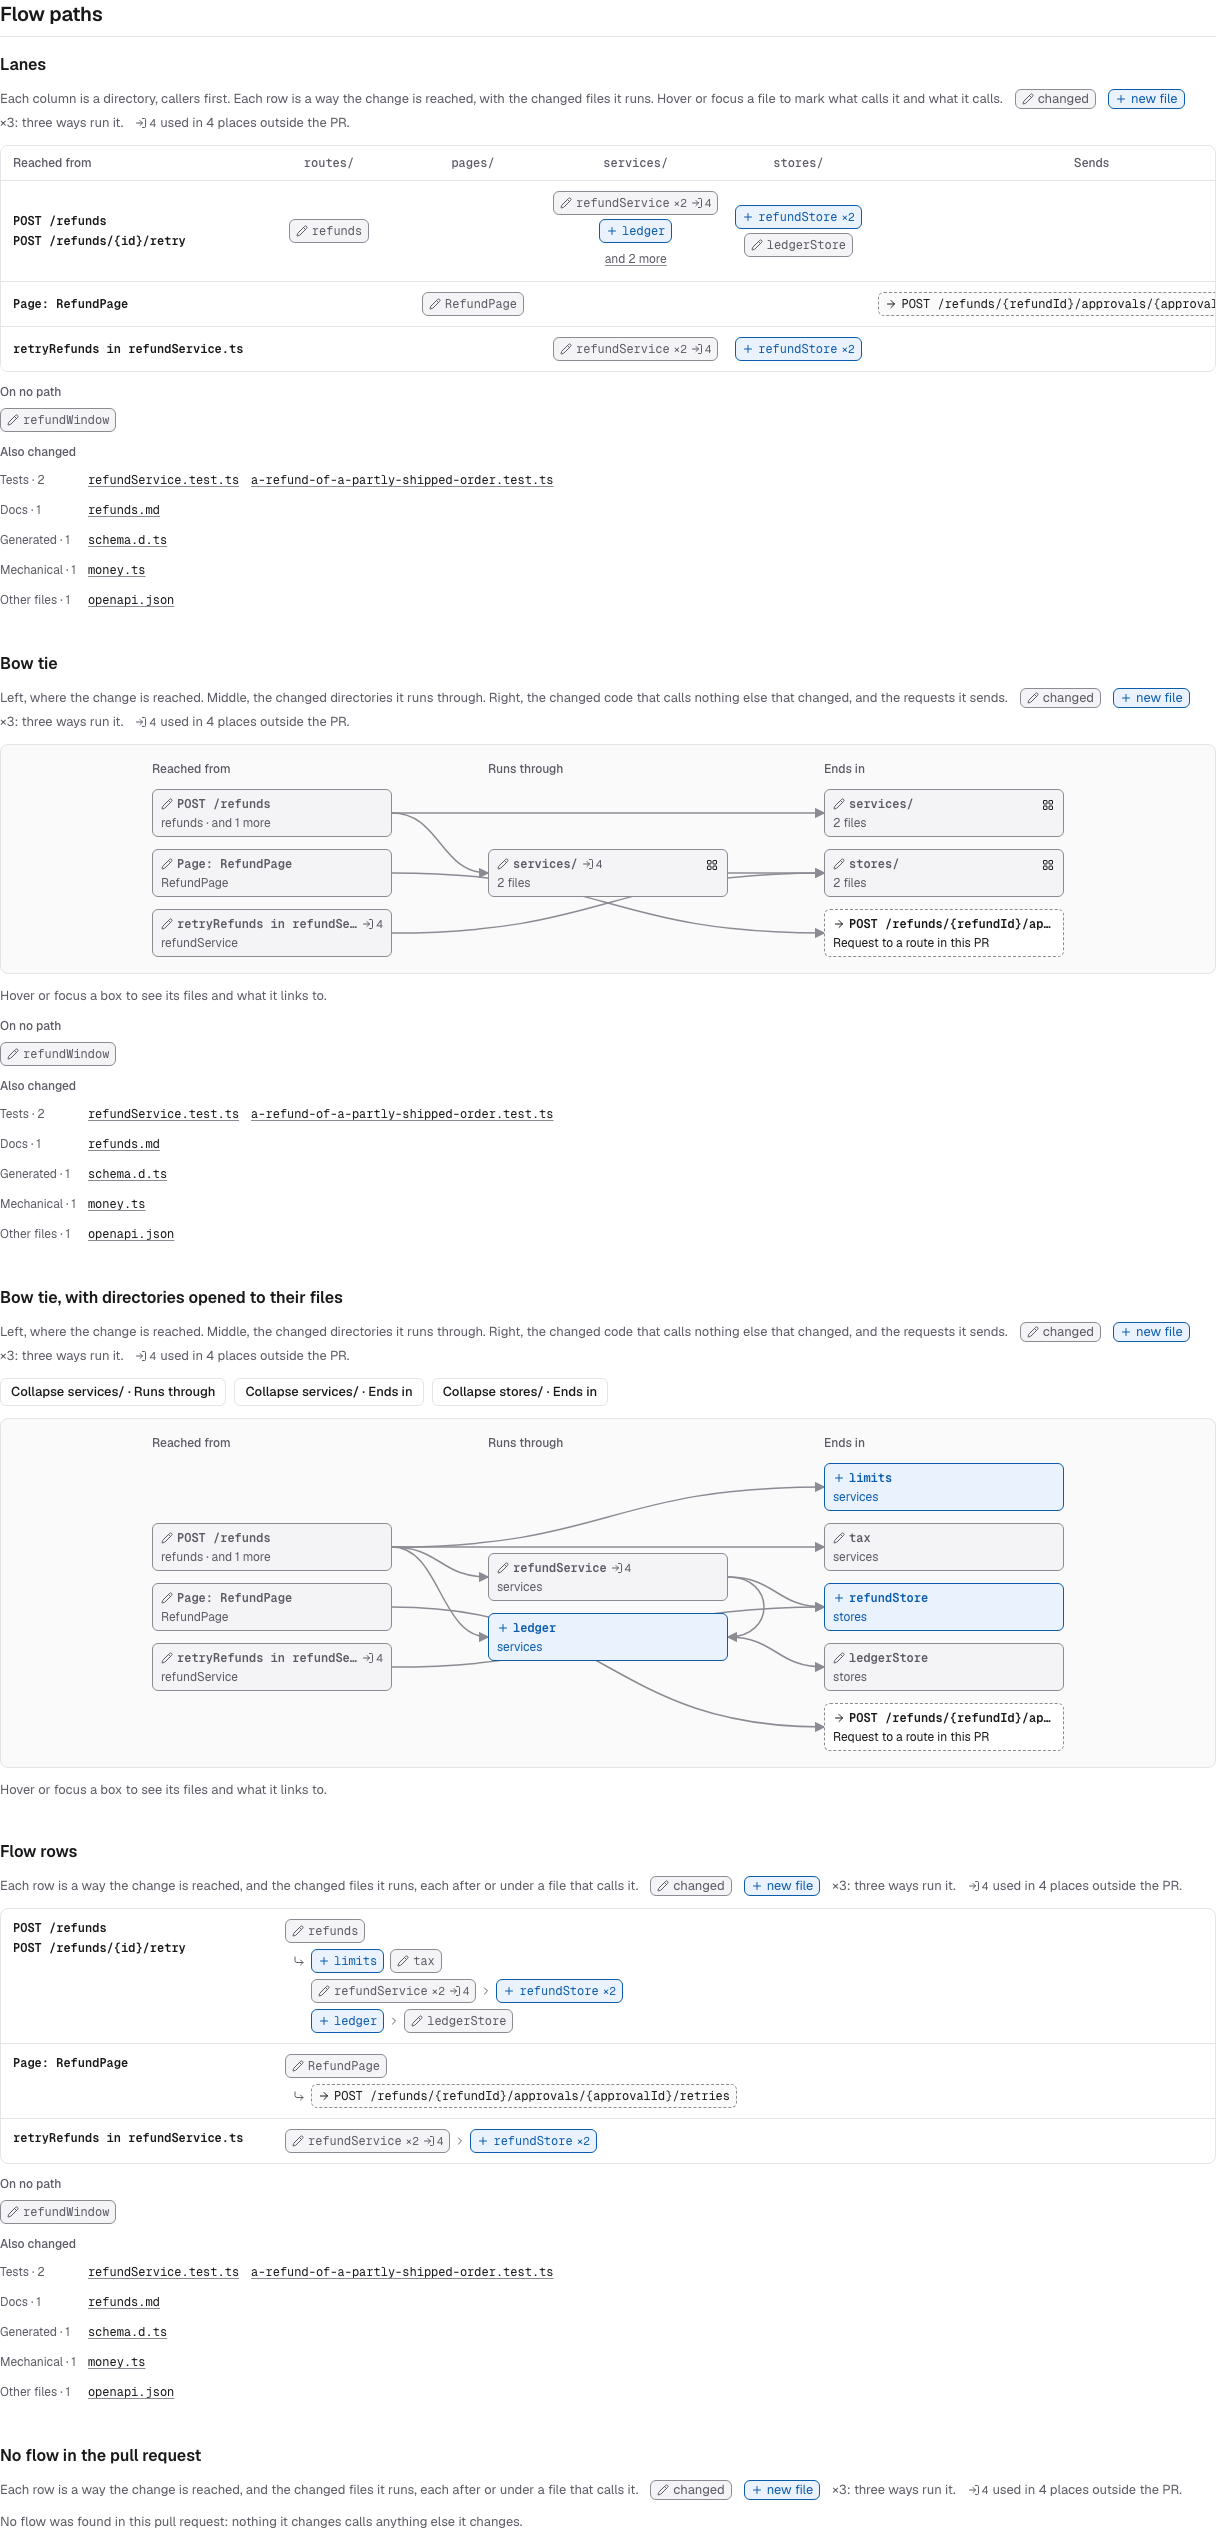 Flow paths
Lanes
Each column is a directory, callers first. Each row is a way the change is reached, with the changed files it runs. Hover or focus a file to mark what calls it and what it calls. changed + new file
×3: three ways run it. 4 used in 4 places outside the PR.
Reached from routes/ pages/ services/ stores/ Sends
POST /refunds
POST /refunds/{id}/retry
refunds
refundService ×2 4
+ ledger
and 2 more
+ refundStore ×2
ledgerStore
Page: RefundPage RefundPage → POST /refunds/{refundId}/approvals/{approval
retryRefunds in refundService.ts refundService ×2 4 + refundStore ×2
On no path
refundWindow
Also changed
Tests · 2 refundService.test.ts a-refund-of-a-partly-shipped-order.test.ts
Docs · 1 refunds.md
Generated · 1 schema.d.ts
Mechanical · 1 money.ts
Other files · 1 openapi.json
Bow tie
Left, where the change is reached. Middle, the changed directories it runs through. Right, the changed code that calls nothing else that changed, and the requests it sends. changed + new file
×3: three ways run it. 4 used in 4 places outside the PR.
Reached from Runs through Ends in
POST /refunds
refunds · and 1 more
services/
2 files
Page: RefundPage
RefundPage
services/ 4
2 files
stores/
2 files
retryRefunds in refundSe… 4
refundService
→ POST /refunds/{refundId}/ap…
Request to a route in this PR
Hover or focus a box to see its files and what it links to.
On no path
refundWindow
Also changed
Tests · 2 refundService.test.ts a-refund-of-a-partly-shipped-order.test.ts
Docs · 1 refunds.md
Generated · 1 schema.d.ts
Mechanical · 1 money.ts
Other files · 1 openapi.json
Bow tie, with directories opened to their files
Left, where the change is reached. Middle, the changed directories it runs through. Right, the changed code that calls nothing else that changed, and the requests it sends. changed + new file
×3: three ways run it. 4 used in 4 places outside the PR.
Collapse services/ · Runs through Collapse services/ · Ends in Collapse stores/ · Ends in
Reached from Runs through Ends in
+ limits
services
POST /refunds
refunds · and 1 more
tax
services
refundService 4
services
Page: RefundPage
RefundPage
+ refundStore
stores
+ ledger
services
retryRefunds in refundSe… 4
refundService
ledgerStore
stores
→ POST /refunds/{refundId}/ap…
Request to a route in this PR
Hover or focus a box to see its files and what it links to.
Flow rows
Each row is a way the change is reached, and the changed files it runs, each after or under a file that calls it. changed + new file ×3: three ways run it. 4 used in 4 places outside the PR.
POST /refunds
POST /refunds/{id}/retry
refunds
+ limits tax
refundService ×2 4 › + refundStore ×2
+ ledger › ledgerStore
Page: RefundPage RefundPage
→ POST /refunds/{refundId}/approvals/{approvalId}/retries
retryRefunds in refundService.ts refundService ×2 4 › + refundStore ×2
On no path
refundWindow
Also changed
Tests · 2 refundService.test.ts a-refund-of-a-partly-shipped-order.test.ts
Docs · 1 refunds.md
Generated · 1 schema.d.ts
Mechanical · 1 money.ts
Other files · 1 openapi.json
No flow in the pull request
Each row is a way the change is reached, and the changed files it runs, each after or under a file that calls it. changed + new file ×3: three ways run it. 4 used in 4 places outside the PR.
No flow was found in this pull request: nothing it changes calls anything else it changes.